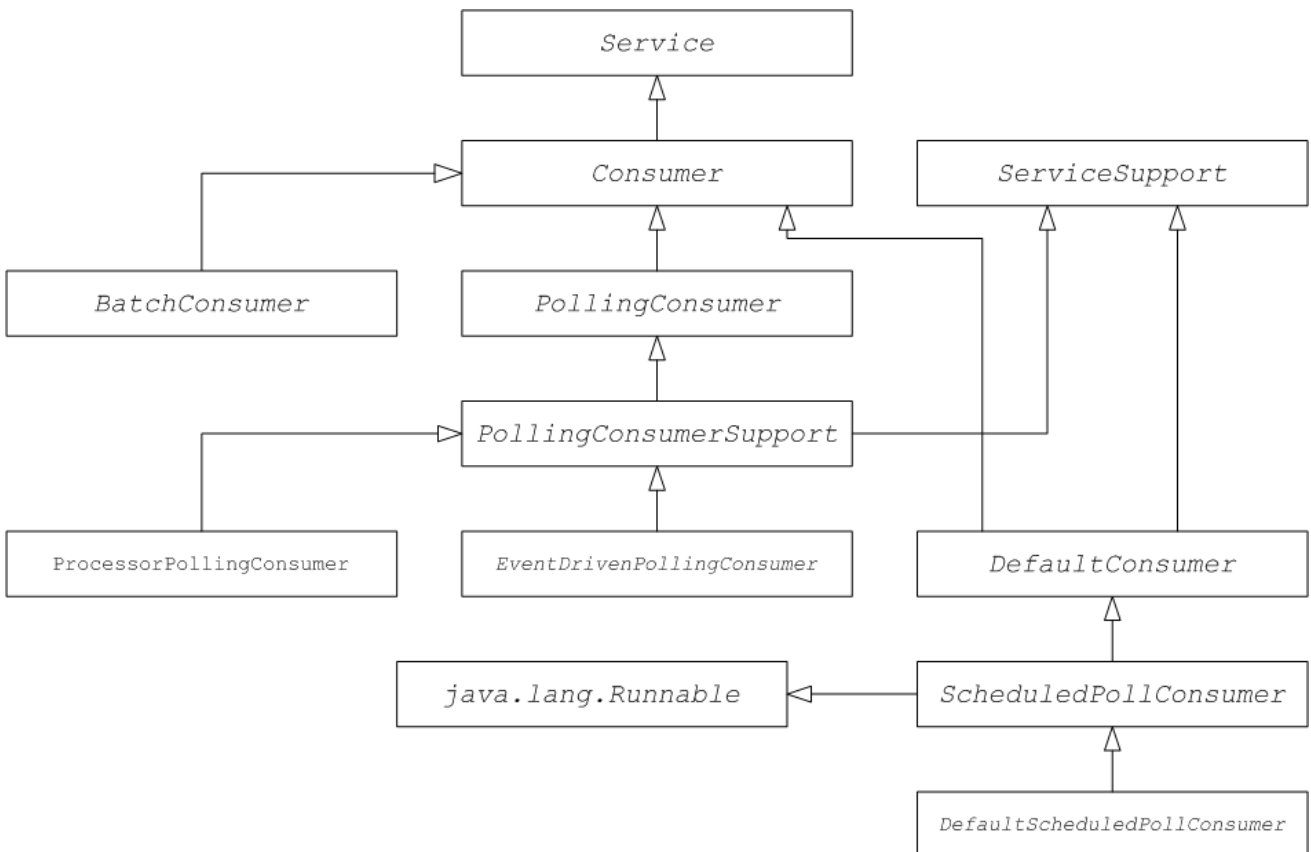 Service
Consumer
ServiceSupport
BatchConsumer
PollingConsumer
PollingConsumerSupport
ProcessorPollingConsumer
EventDrivenPollingConsumer
DefaultConsumer
java.lang.Runnable
ScheduledPollConsumer
DefaultScheduledPollConsumer